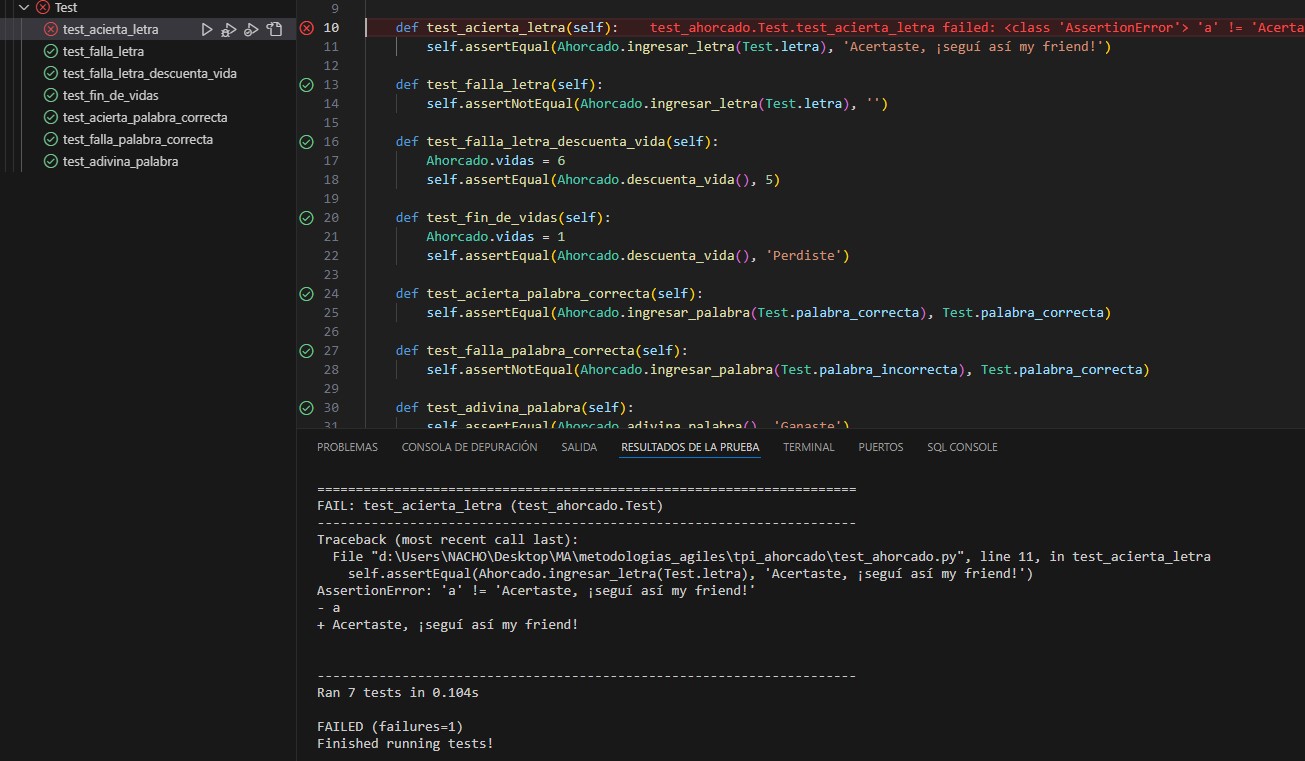 Test
test_acierta_letra
test_falla_letra
test_falla_letra_descuenta_vida
test_fin_de_vidas
test_acierta_palabra_correcta
test_falla_palabra_correcta
test_adivina_palabra
9
10 def test_acierta_letra(self): test_ahorcado.Test.test_acierta_letra failed: <class 'AssertionError'> 'a' != 'Acerta
11 self.assertEqual(Ahorcado.ingresar_letra(Test.letra), 'Acertaste, ¡seguí así my friend!')
12
13 def test_falla_letra(self):
14 self.assertNotEqual(Ahorcado.ingresar_letra(Test.letra), '')
15
16 def test_falla_letra_descuenta_vida(self):
17 Ahorcado.vidas = 6
18 self.assertEqual(Ahorcado.descuenta_vida(), 5)
19
20 def test_fin_de_vidas(self):
21 Ahorcado.vidas = 1
22 self.assertEqual(Ahorcado.descuenta_vida(), 'Perdiste')
23
24 def test_acierta_palabra_correcta(self):
25 self.assertEqual(Ahorcado.ingresar_palabra(Test.palabra_correcta), Test.palabra_correcta)
26
27 def test_falla_palabra_correcta(self):
28 self.assertNotEqual(Ahorcado.ingresar_palabra(Test.palabra_incorrecta), Test.palabra_correcta)
29
30 def test_adivina_palabra(self):
31 self.assertEqual(Ahorcado.adivina_palabra(), 'Ganaste')
PROBLEMAS CONSOLA DE DEPURACIÓN SALIDA RESULTADOS DE LA PRUEBA TERMINAL PUERTOS SQL CONSOLE
======================================================================
FAIL: test_acierta_letra (test_ahorcado.Test)
----------------------------------------------------------------------
Traceback (most recent call last):
File "d:\Users\NACHO\Desktop\MA\metodologias_agiles\tpi_ahorcado\test_ahorcado.py", line 11, in test_acierta_letra
self.assertEqual(Ahorcado.ingresar_letra(Test.letra), 'Acertaste, ¡seguí así my friend!')
AssertionError: 'a' != 'Acertaste, ¡seguí así my friend!'
- a
+ Acertaste, ¡seguí así my friend!
----------------------------------------------------------------------
Ran 7 tests in 0.104s
FAILED (failures=1)
Finished running tests!